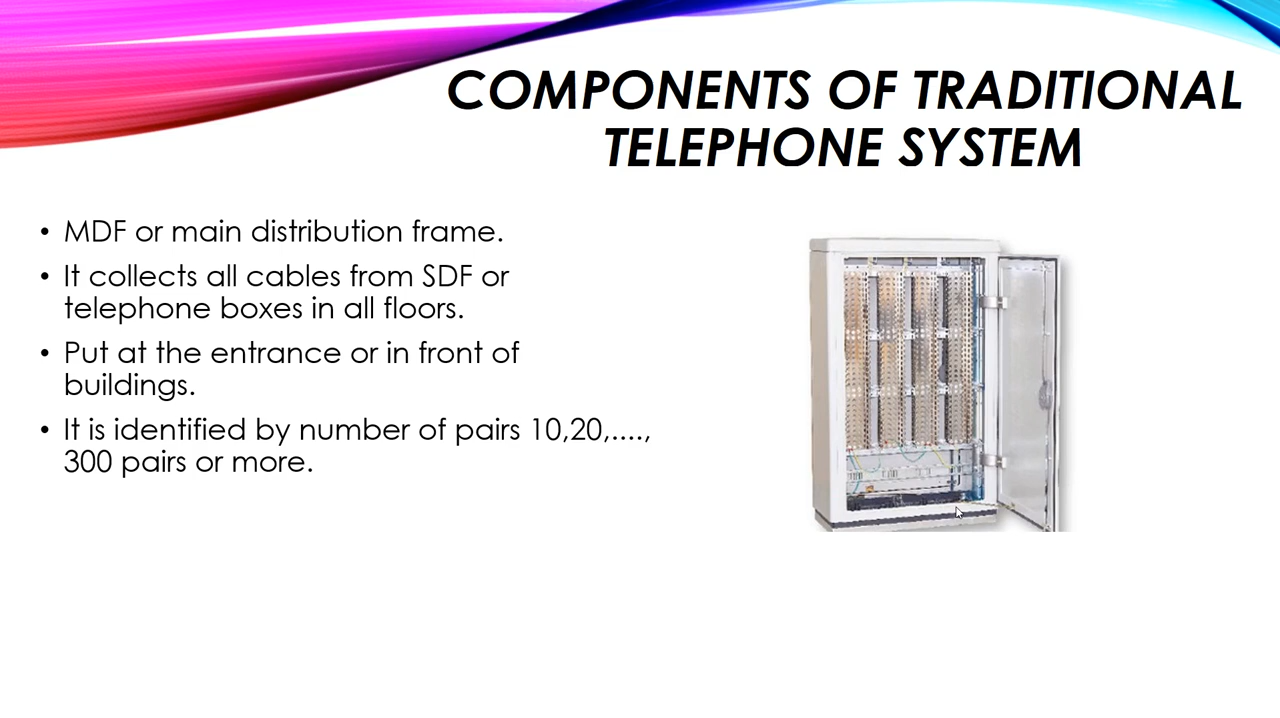 COMPONENTS OF TRADITIONAL
TELEPHONE SYSTEM
• MDF or main distribution frame.
• It collects all cables from SDF or
telephone boxes in all floors.
• Put at the entrance or in front of
buildings.
• It is identified by number of pairs 10,20,....,
300 pairs or more.